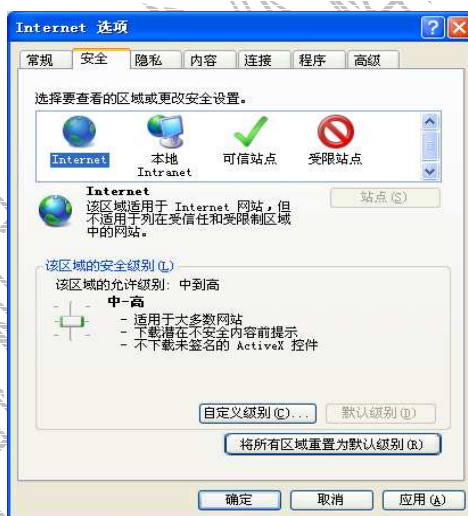 Internet 选项
常规 安全 隐私 内容 连接 程序 高级
选择要查看的区域或更改安全设置。
Internet 本地 Intranet 可信站点 受限站点
Internet
该区域适用于 Internet 网站，但
不适用于列在受信任和受限制区域
中的网站。
站点(S)
该区域的安全级别(L)
该区域的允许级别: 中到高
中-高
- 适用于大多数网站
- 下载潜在不安全内容前提示
- 不下载未签名的 ActiveX 控件
自定义级别(C)... 默认级别(D)
将所有区域重置为默认级别(R)
确定 取消 应用(A)